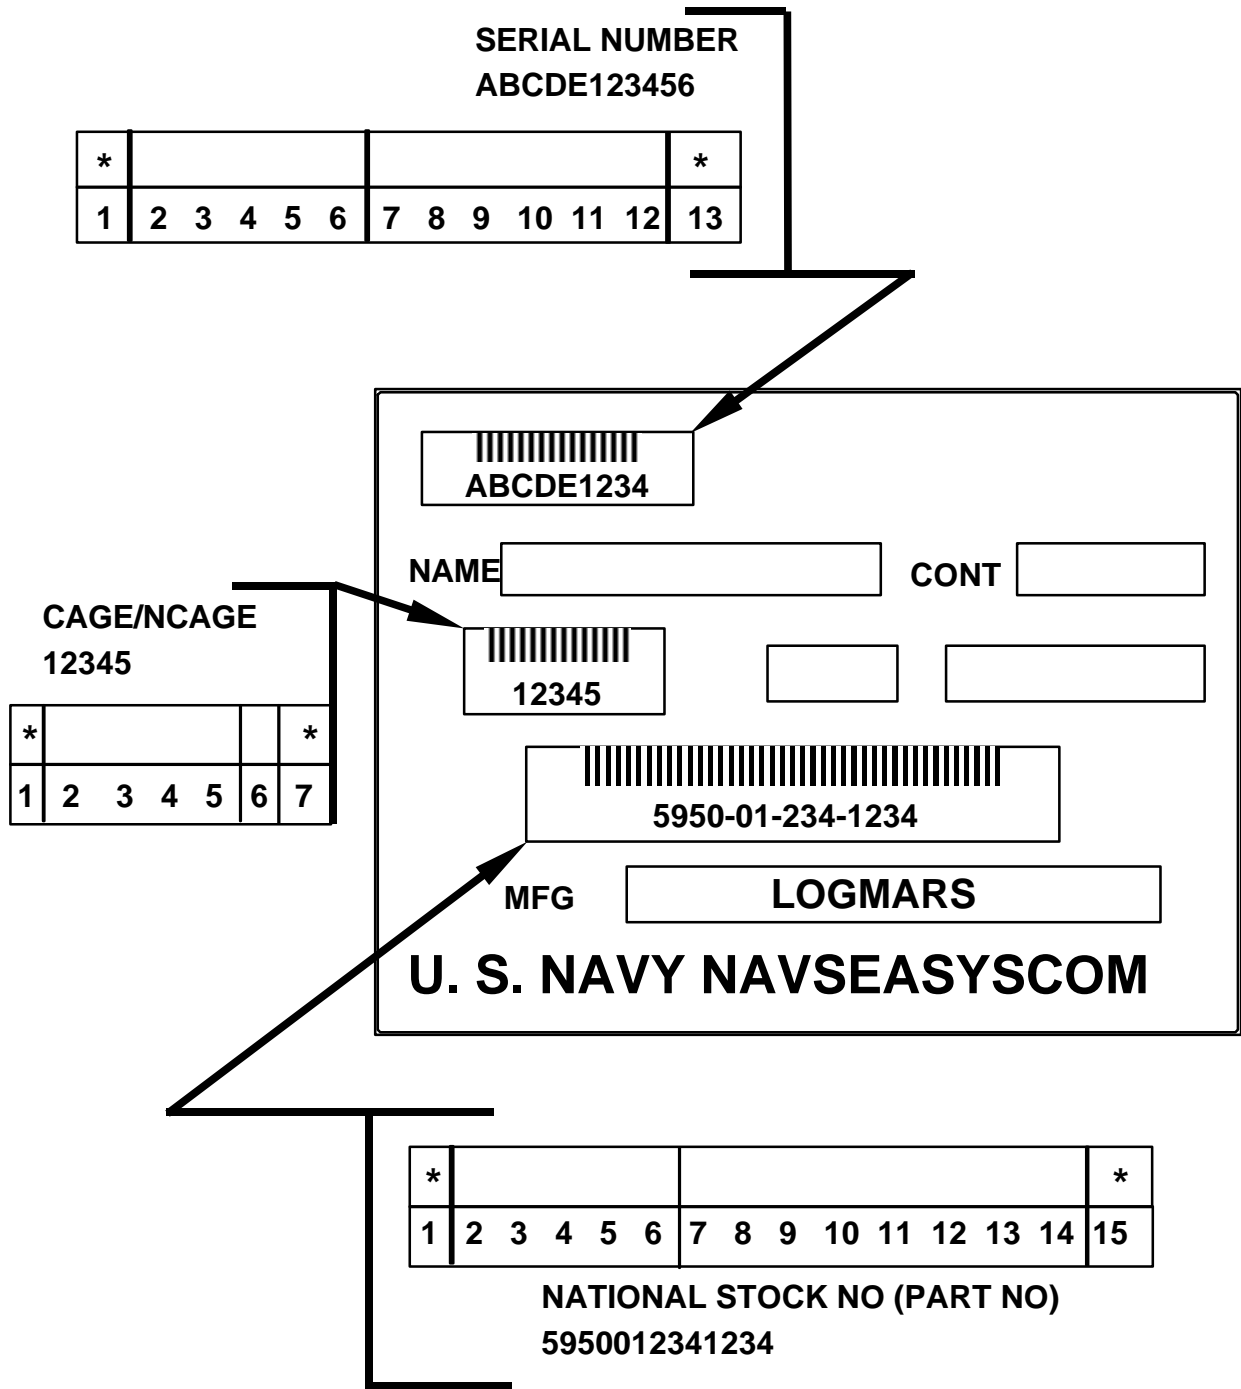 SERIAL NUMBER
ABCDE123456
* *
1 2 3 4 5 6 7 8 9 10 11 12 13
ABCDE1234
NAME CONT
CAGE/NCAGE
12345
12345
* *
1 2 3 4 5 6 7
5950-01-234-1234
MFG LOGMARS
U. S. NAVY NAVSEASYSCOM
* *
1 2 3 4 5 6 7 8 9 10 11 12 13 14 15
NATIONAL STOCK NO (PART NO)
5950012341234